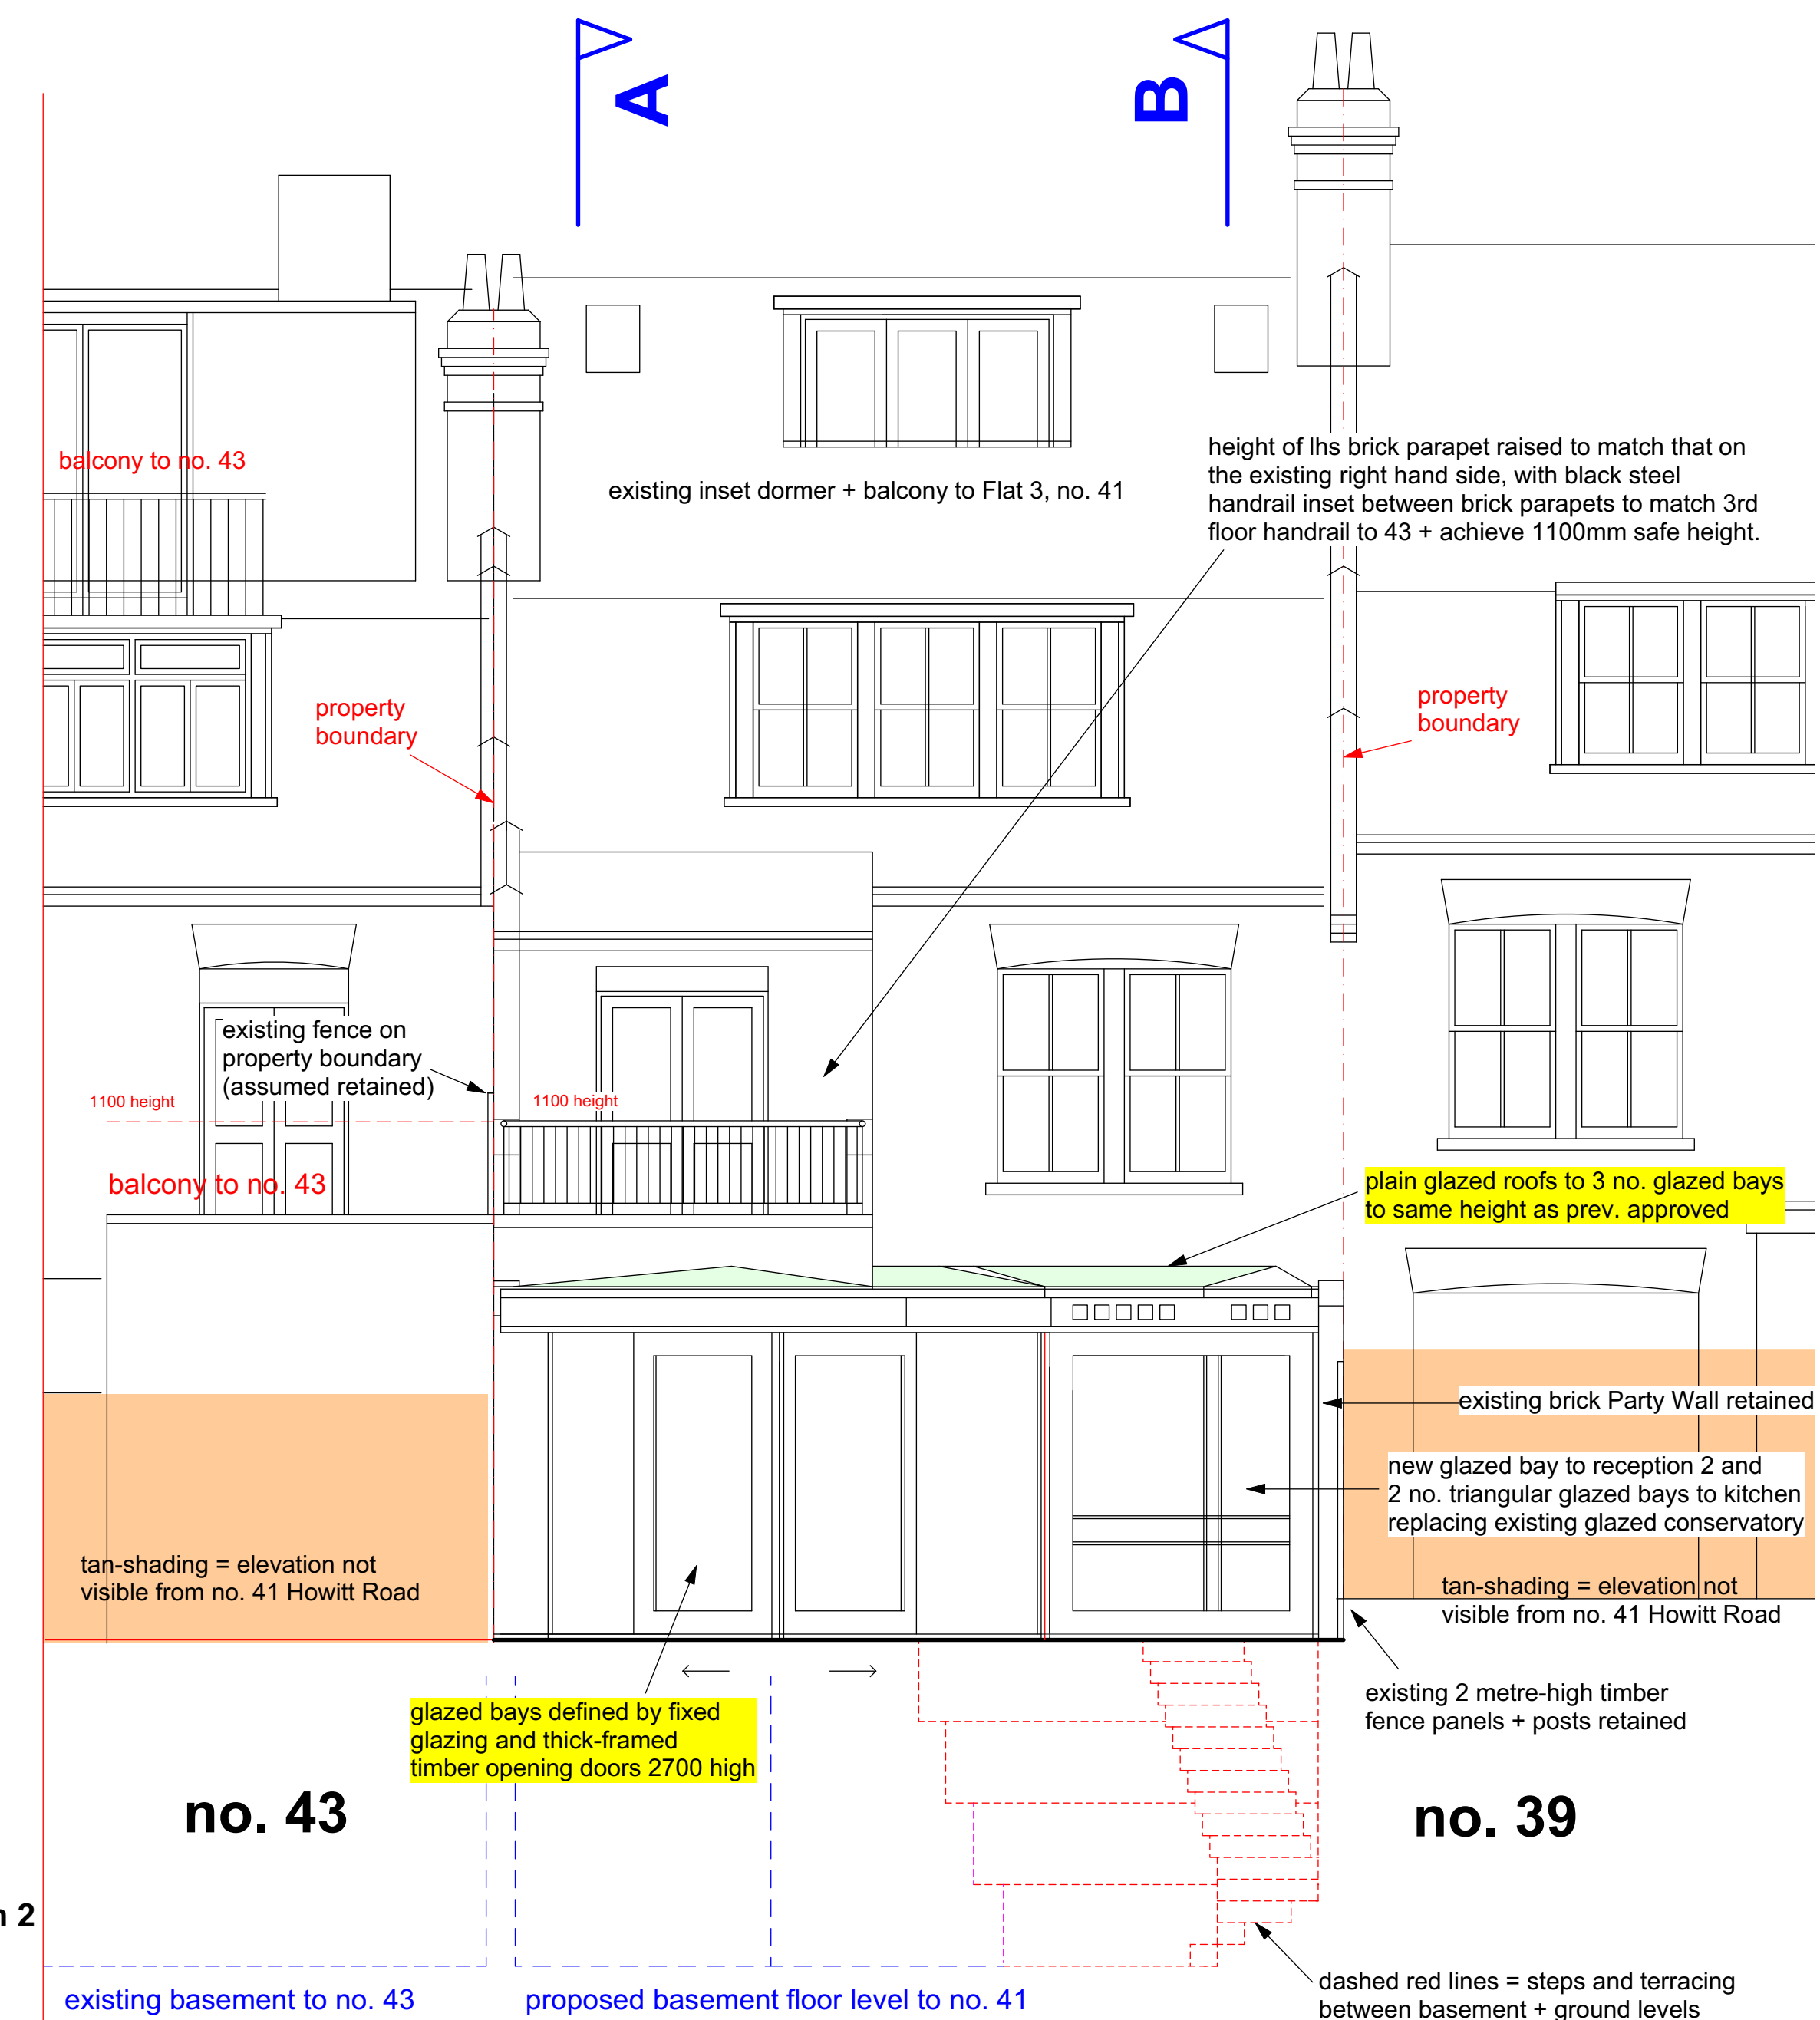 A
B
balcony to no. 43
existing inset dormer + balcony to Flat 3, no. 41
height of lhs brick parapet raised to match that on
the existing right hand side, with black steel
handrail inset between brick parapets to match 3rd
floor handrail to 43 + achieve 1100mm safe height.
property
boundary
property
boundary
existing fence on
property boundary
(assumed retained)
1100 height
1100 height
balcony to no. 43
plain glazed roofs to 3 no. glazed bays
to same height as prev. approved
existing brick Party Wall retained
new glazed bay to reception 2 and
2 no. triangular glazed bays to kitchen
replacing existing glazed conservatory
tan-shading = elevation not
visible from no. 41 Howitt Road
tan-shading = elevation not
visible from no. 41 Howitt Road
existing 2 metre-high timber
fence panels + posts retained
glazed bays defined by fixed
glazing and thick-framed
timber opening doors 2700 high
no. 43
no. 39
2
existing basement to no. 43
proposed basement floor level to no. 41
dashed red lines = steps and terracing
between basement + ground levels